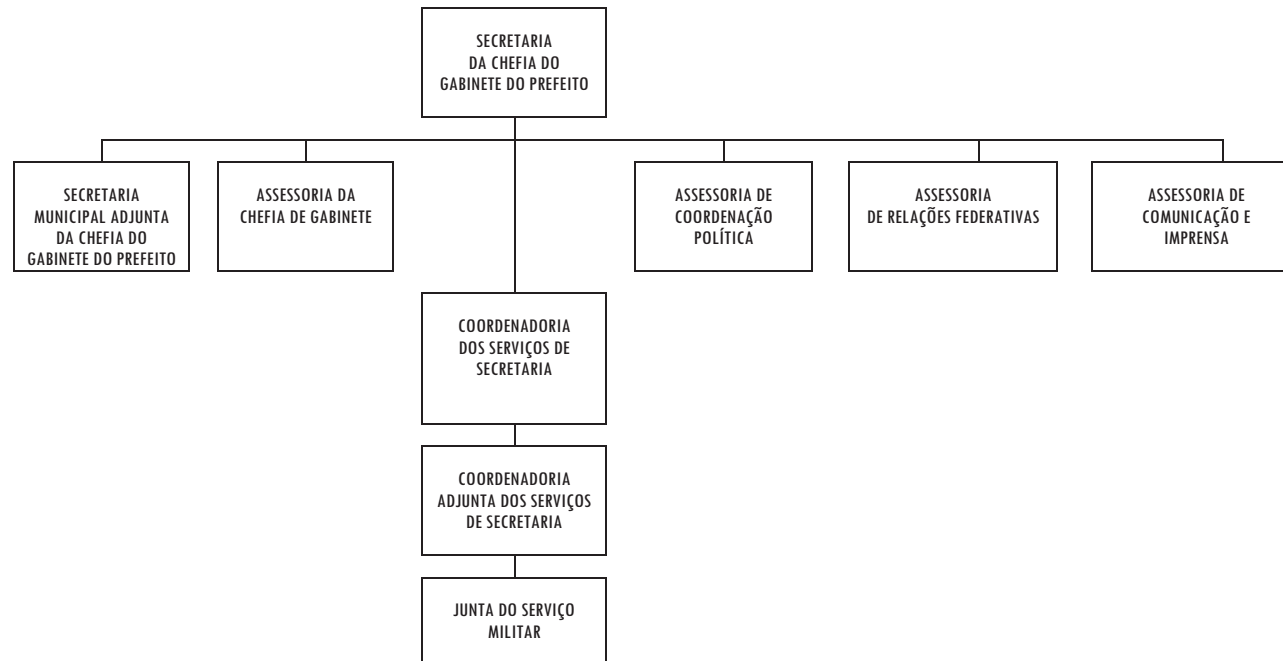 SECRETARIA
DA CHEFIA DO
GABINETE DO PREFEITO
SECRETARIA
MUNICIPAL ADJUNTA
DA CHEFIA DO
GABINETE DO PREFEITO
ASSESSORIA DA
CHEFIA DE GABINETE
ASSESSORIA DE
COORDENAÇÃO
POLÍTICA
ASSESSORIA
DE RELAÇÕES FEDERATIVAS
ASSESSORIA DE
COMUNICAÇÃO E
IMPRENSA
COORDENADORIA
DOS SERVIÇOS DE
SECRETARIA
COORDENADORIA
ADJUNTA DOS SERVIÇOS
DE SECRETARIA
JUNTA DO SERVIÇO
MILITAR